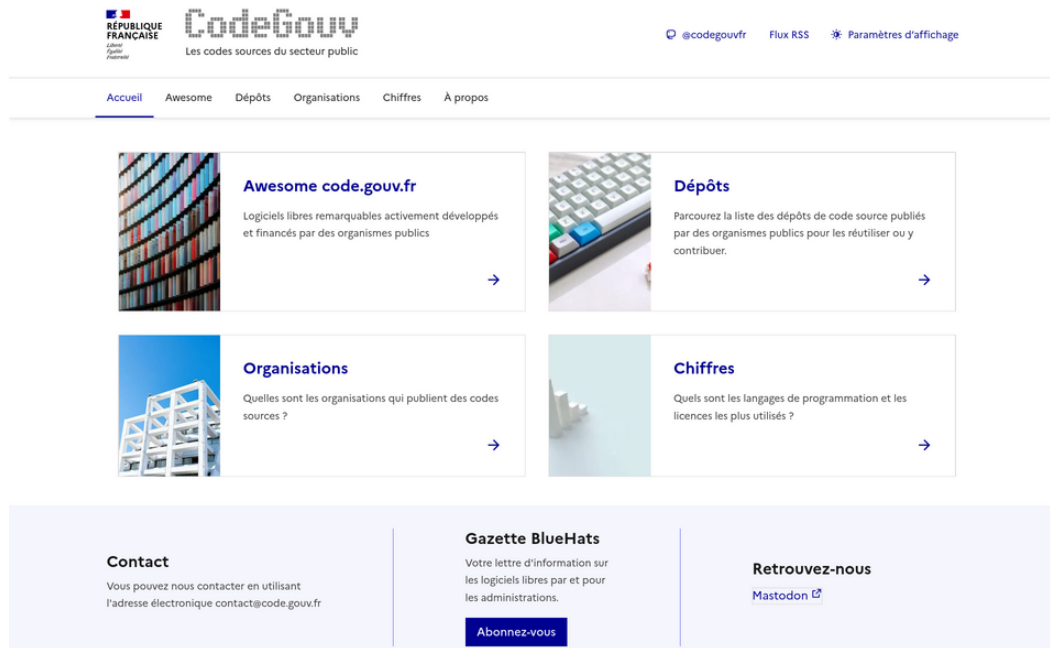 RÉPUBLIQUE
FRANÇAISE
Liberté
Égalité
Fraternité
CodeGouv
Les codes sources du secteur public
@codegouvfr
Flux RSS
Paramètres d'affichage
Accueil
Awesome
Dépôts
Organisations
Chiffres
À propos
Awesome code.gouv.fr
Logiciels libres remarquables activement développés
et financés par des organismes publics
Dépôts
Parcourez la liste des dépôts de code source publiés
par des organismes publics pour les réutiliser ou y
contribuer.
Organisations
Quelles sont les organisations qui publient des codes
sources ?
Chiffres
Quels sont les langages de programmation et les
licences les plus utilisés ?
Contact
Vous pouvez nous contacter en utilisant
l'adresse électronique contact@code.gouv.fr
Gazette BlueHats
Votre lettre d'information sur
les logiciels libres par et pour
les administrations.
Abonnez-vous
Retrouvez-nous
Mastodon